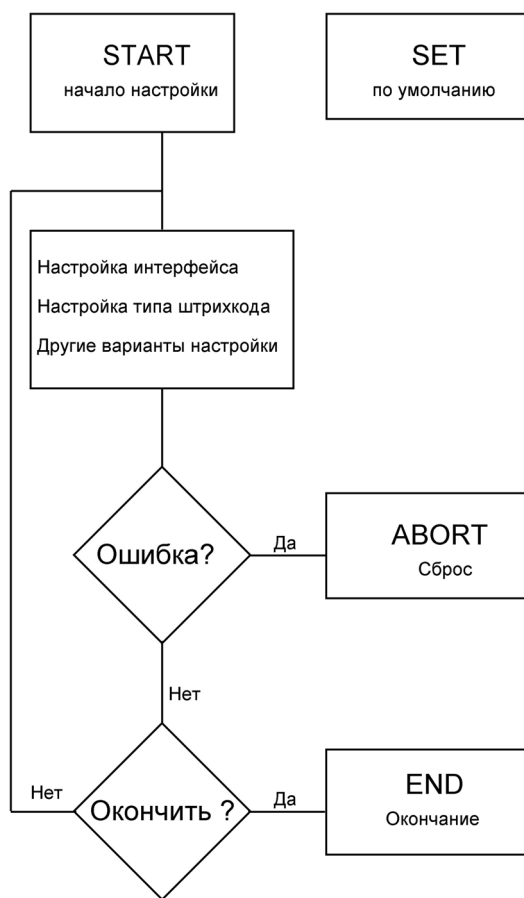 START
начало настройки
SET
по умолчанию
Настройка интерфейса
Настройка типа штрихкода
Другие варианты настройки
Ошибка?
Да
ABORT
Сброс
Нет
Нет
Окончить ?
Да
END
Окончание